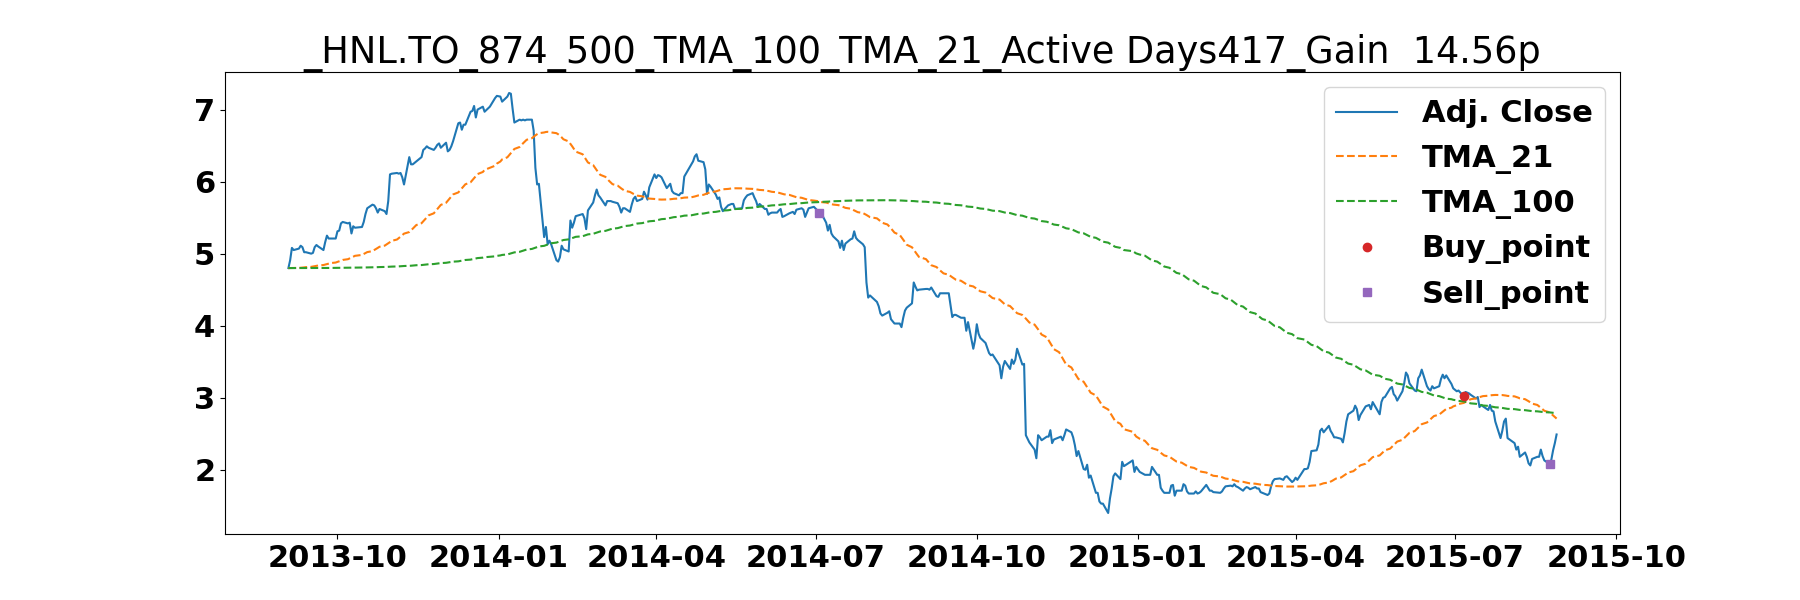 _HNL.TO_874_500_TMA_100_TMA_21_Active Days417_Gain  14.56p
7
6
5
4
3
2
Adj. Close
TMA_21
TMA_100
Buy_point
Sell_point
2013-10 2014-01 2014-04 2014-07 2014-10 2015-01 2015-04 2015-07 2015-10